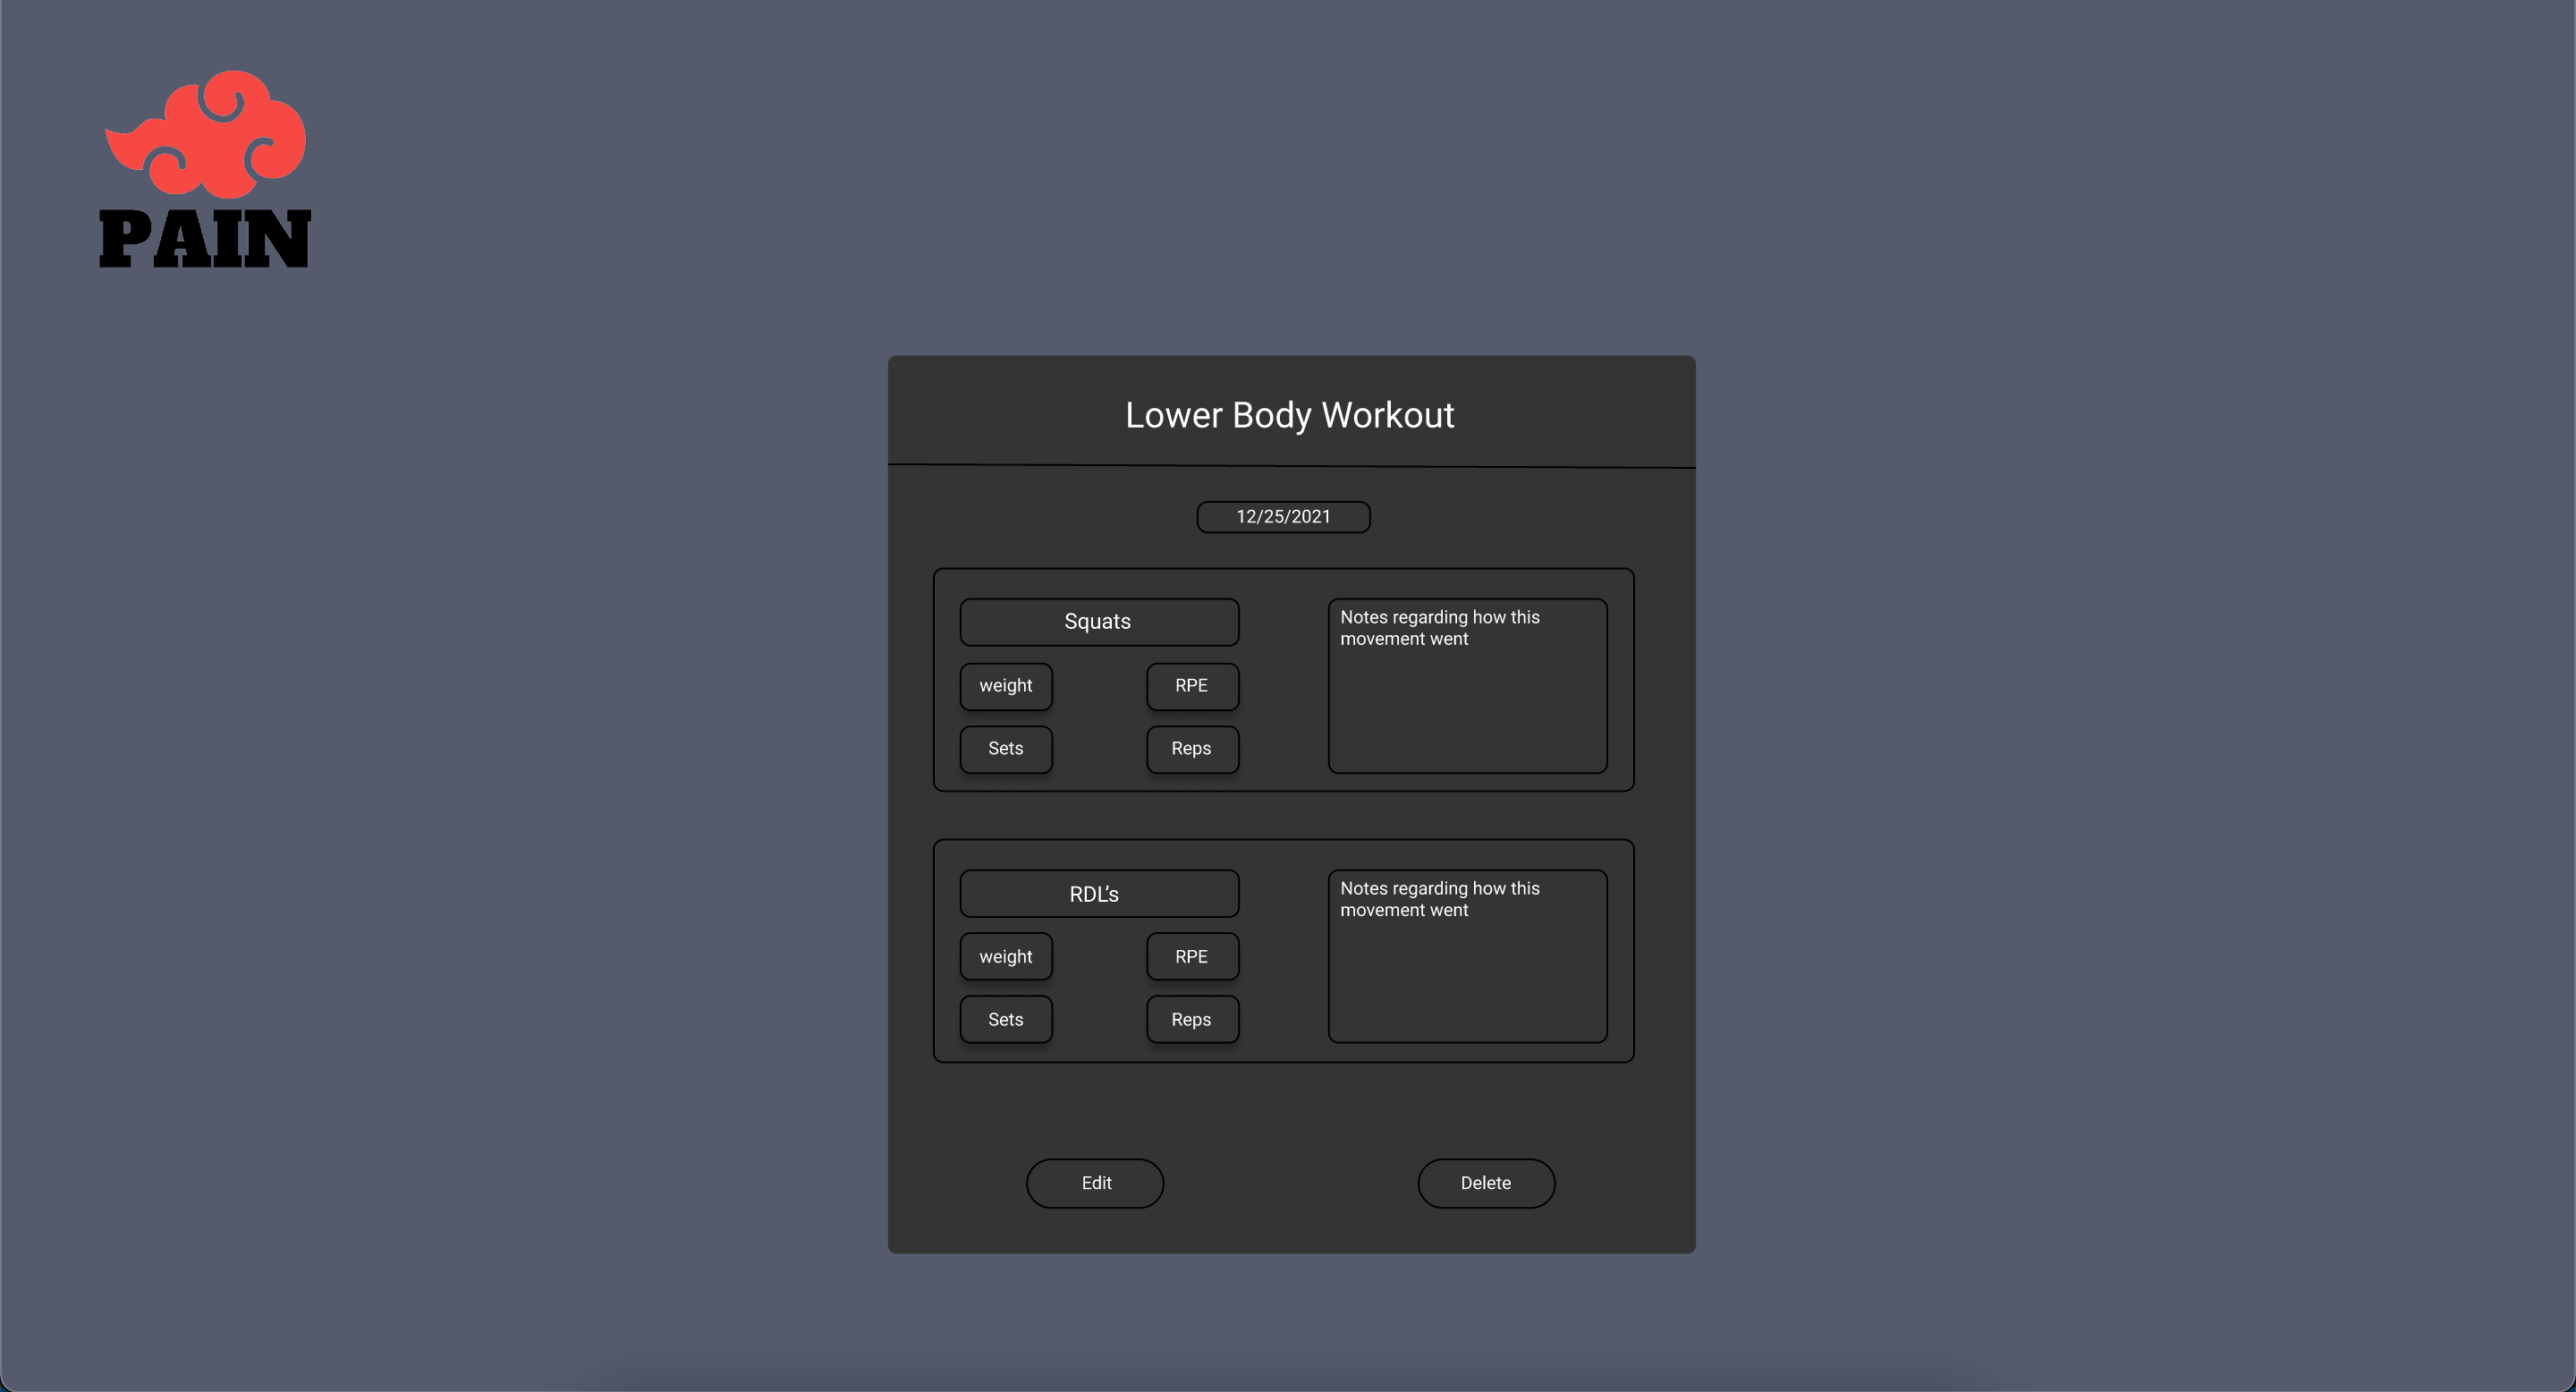 PAIN
Lower Body Workout
12/25/2021
Squats
weight
RPE
Sets
Reps
Notes regarding how this
movement went
RDL’s
weight
RPE
Sets
Reps
Notes regarding how this
movement went
Edit
Delete